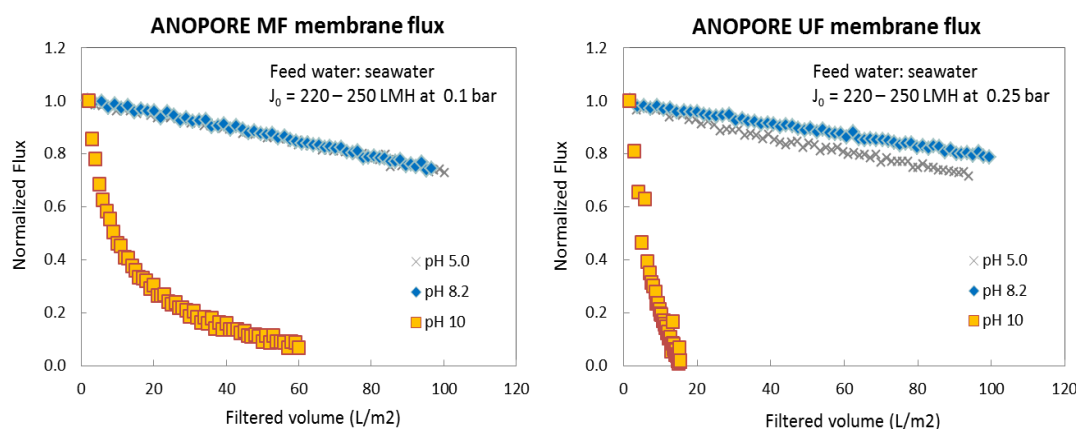 ANOPORE MF membrane flux
Normalized Flux
1.2
1.0
0.8
0.6
0.4
0.2
0.0
Feed water: seawater
J₀ = 220 – 250 LMH at 0.1 bar
pH 5.0
pH 8.2
pH 10
0 20 40 60 80 100 120
Filtered volume (L/m2)
ANOPORE UF membrane flux
Normalized Flux
1.2
1.0
0.8
0.6
0.4
0.2
0.0
Feed water: seawater
J₀ = 220 – 250 LMH at 0.25 bar
pH 5.0
pH 8.2
pH 10
0 20 40 60 80 100 120
Filtered volume (L/m2)